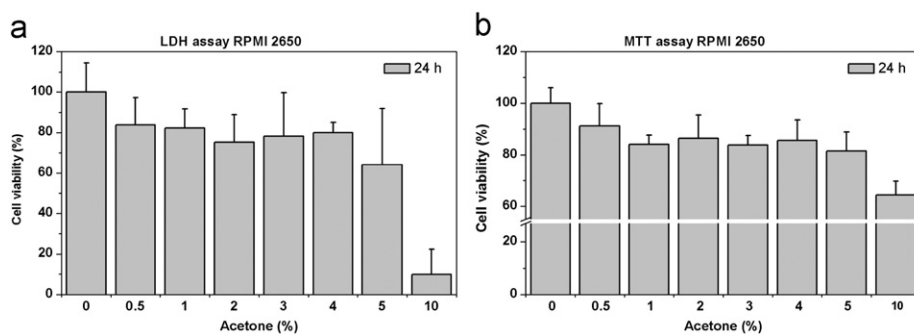 a
LDH assay RPMI 2650
24 h
Cell viability (%)
120
100
80
60
40
20
0
0 0.5 1 2 3 4 5 10
Acetone (%)
b
MTT assay RPMI 2650
24 h
Cell viability (%)
120
100
80
60
20
0
0 0.5 1 2 3 4 5 10
Acetone (%)